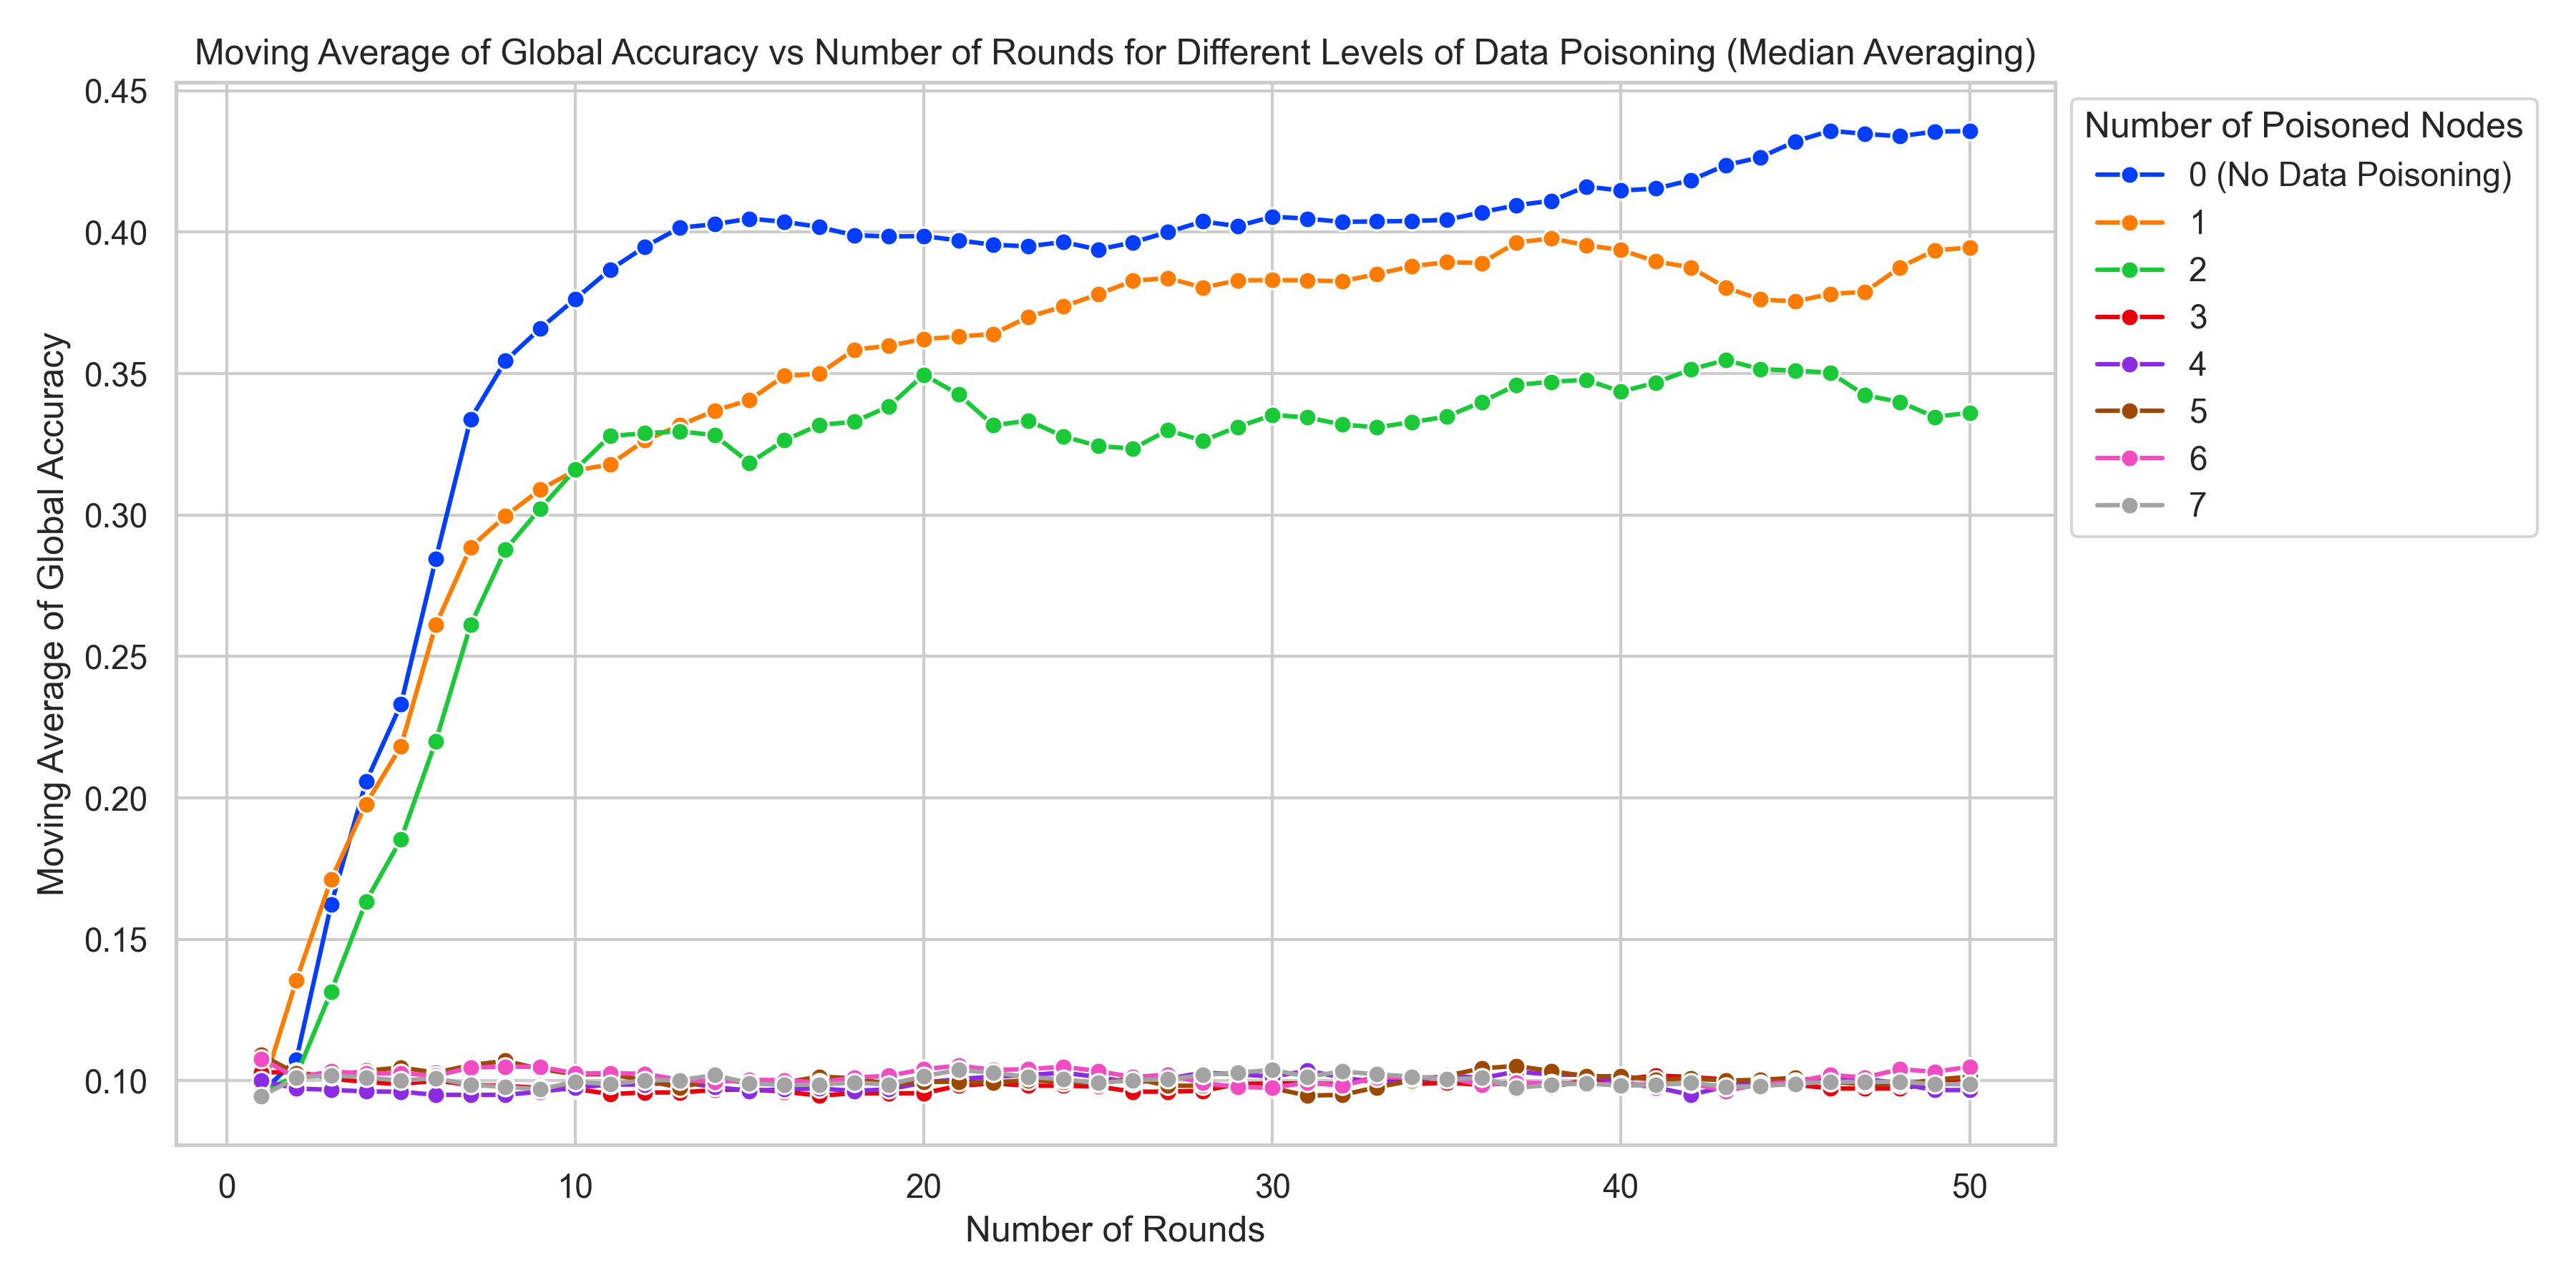 Moving Average of Global Accuracy vs Number of Rounds for Different Levels of Data Poisoning (Median Averaging)
Moving Average of Global Accuracy
0.45
0.40
0.35
0.30
0.25
0.20
0.15
0.10
0 10 20 30 40 50
Number of Rounds
Number of Poisoned Nodes
0 (No Data Poisoning)
1
2
3
4
5
6
7